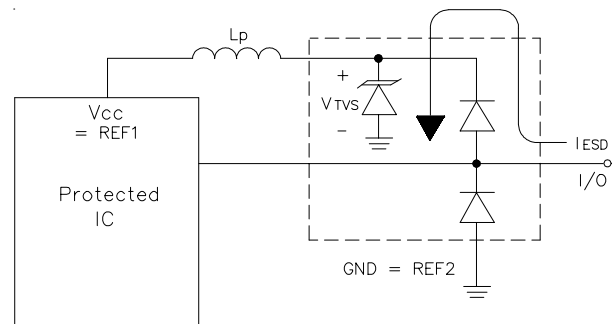 Lp
+
VTVS
-
Vcc
= REF1
Protected
IC
IESD
I/O
GND = REF2